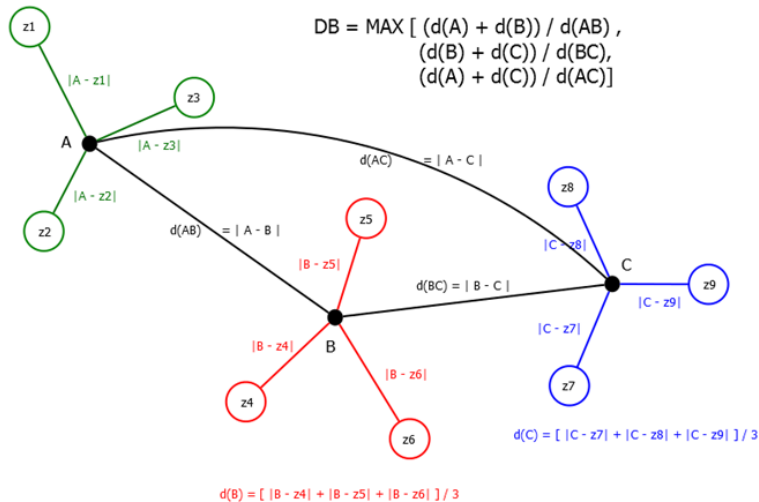 z1
DB = MAX [ (d(A) + d(B)) / d(AB) ,
(d(B) + d(C)) / d(BC),
(d(A) + d(C)) / d(AC)]
|A - z1|
z3
A
|A - z3|
d(AC) = | A - C |
z8
|A - z2|
z5
z2
d(AB) = | A - B |
|C - z8|
|B - z5|
C
d(BC) = | B - C |
z9
|C - z9|
|C - z7|
B
|B - z4|
|B - z6|
z7
z4
z6
d(C) = [ |C - z7| + |C - z8| + |C - z9| ] / 3
d(B) = [ |B - z4| + |B - z5| + |B - z6| ] / 3